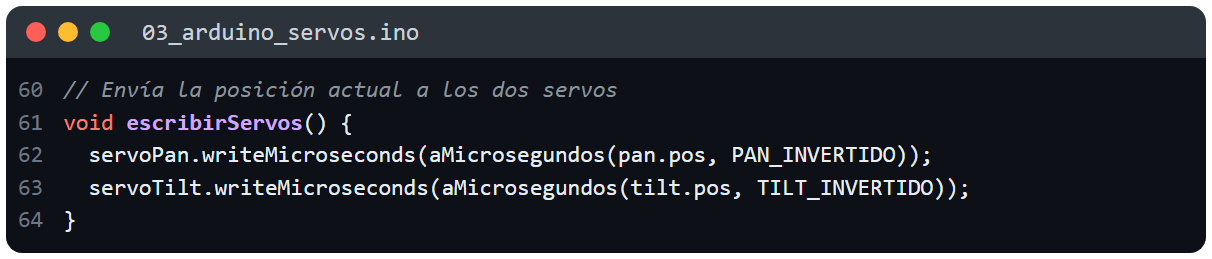 03_arduino_servos.ino
60 // Envía la posición actual a los dos servos
61 void escribirServos() {
62   servoPan.writeMicroseconds(aMicrosegundos(pan.pos, PAN_INVERTIDO));
63   servoTilt.writeMicroseconds(aMicrosegundos(tilt.pos, TILT_INVERTIDO));
64 }